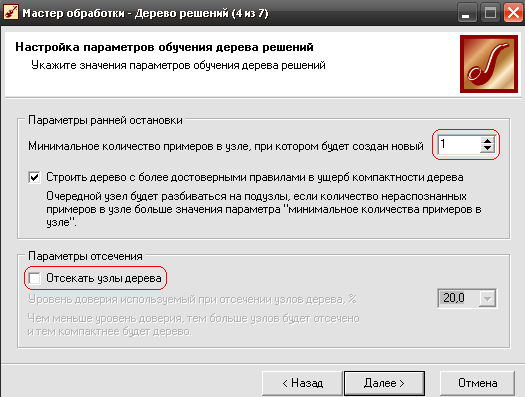 Мастер обработки - Дерево решений (4 из 7)
Настройка параметров обучения дерева решений
Укажите значения параметров обучения дерева решений
Параметры ранней остановки
Минимальное количество примеров в узле, при котором будет создан новый
1
Строить дерево с более достоверными правилами в ущерб компактности дерева
Очередной узел будет разбиваться на подузлы, если количество нераспознанных
примеров в узле больше значения параметра "минимальное количества примеров в
узле".
Параметры отсечения
Отсекать узлы дерева
Уровень доверия используемый при отсечении узлов дерева, %
20,0
Чем меньше уровень доверия, тем больше узлов будет отсечено
и тем компактнее будет дерево.
< Назад
Далее >
Отмена